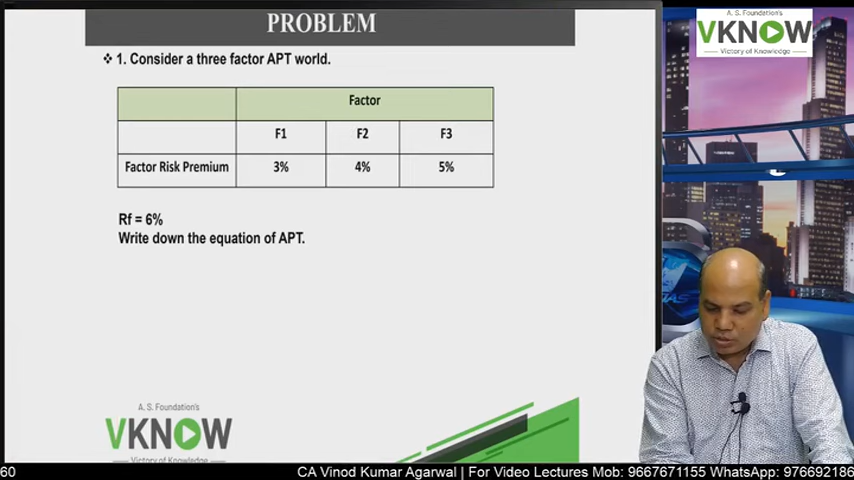 PROBLEM
A. S. Foundation's
VKNOW
Victory of Knowledge
❖ 1. Consider a three factor APT world.
Factor
F1 F2 F3
Factor Risk Premium 3% 4% 5%
Rf = 6%
Write down the equation of APT.
A. S. Foundation's
VKNOW
Victory of Knowledge
60 CA Vinod Kumar Agarwal | For Video Lectures Mob: 9667671155 WhatsApp: 976692186